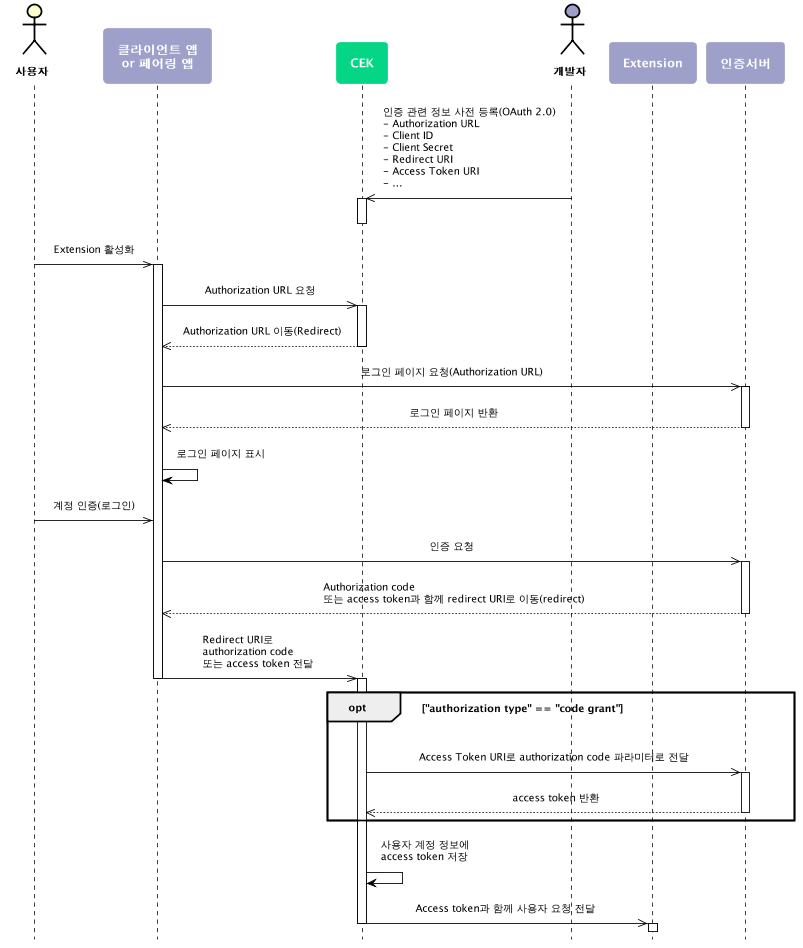 사용자
클라이언트 앱
or 페어링 앱
CEK
개발자
Extension
인증서버
인증 관련 정보 사전 등록(OAuth 2.0)
- Authorization URL
- Client ID
- Client Secret
- Redirect URI
- Access Token URI
- ...
Extension 활성화
Authorization URL 요청
Authorization URL 이동(Redirect)
로그인 페이지 요청(Authorization URL)
로그인 페이지 반환
로그인 페이지 표시
계정 인증(로그인)
인증 요청
Authorization code
또는 access token과 함께 redirect URI로 이동(redirect)
Redirect URI로
authorization code
또는 access token 전달
opt
["authorization type" == "code grant"]
Access Token URI로 authorization code 파라미터로 전달
access token 반환
사용자 계정 정보에
access token 저장
Access token과 함께 사용자 요청 전달